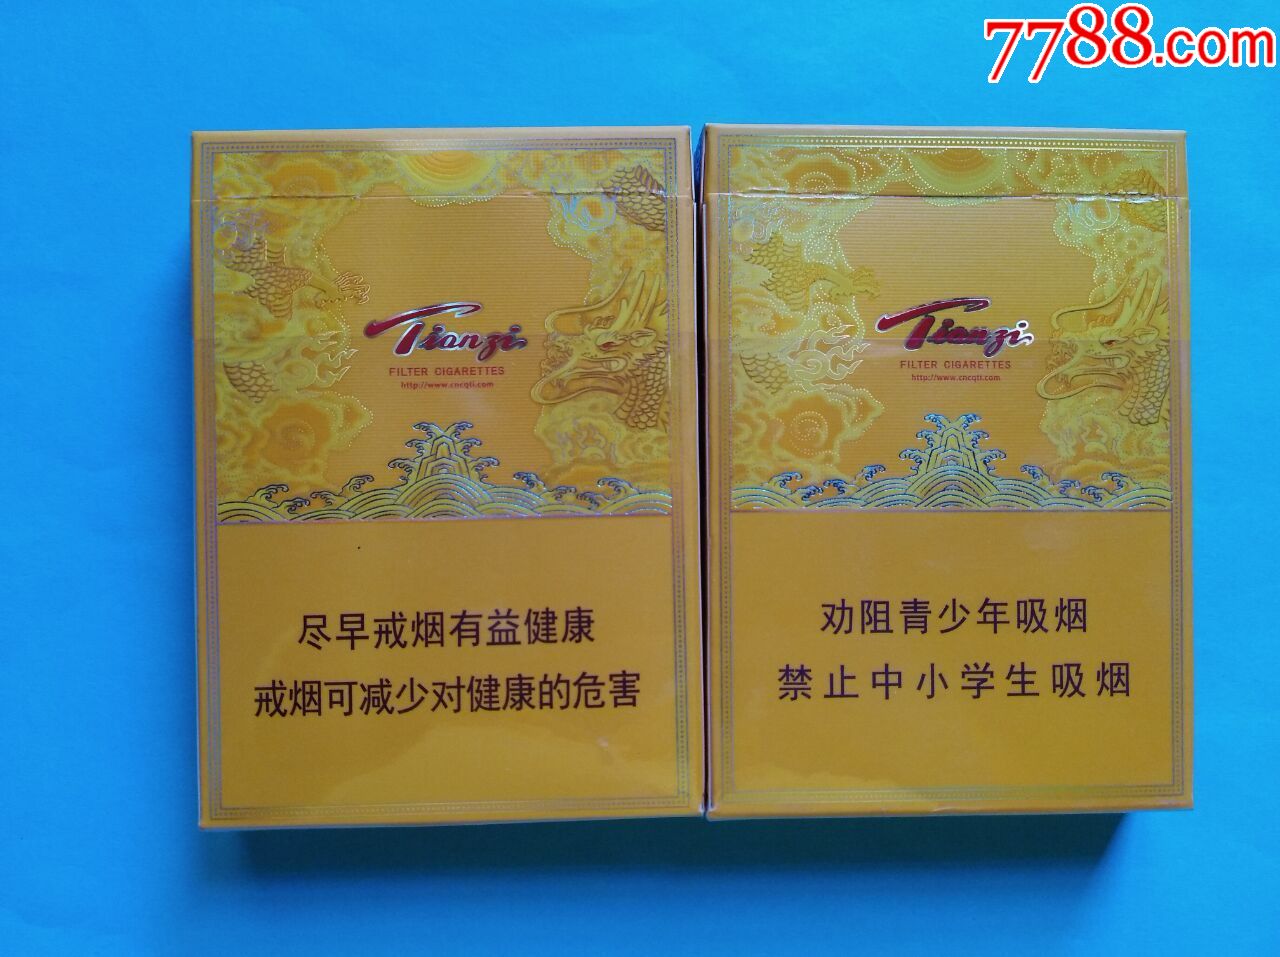 7788.com
Tianzi
FILTER CIGARETTES
http://www.cncqti.com
尽早戒烟有益健康
戒烟可减少对健康的危害
Tianzi
FILTER CIGARETTES
http://www.cncqti.com
劝阻青少年吸烟
禁止中小学生吸烟